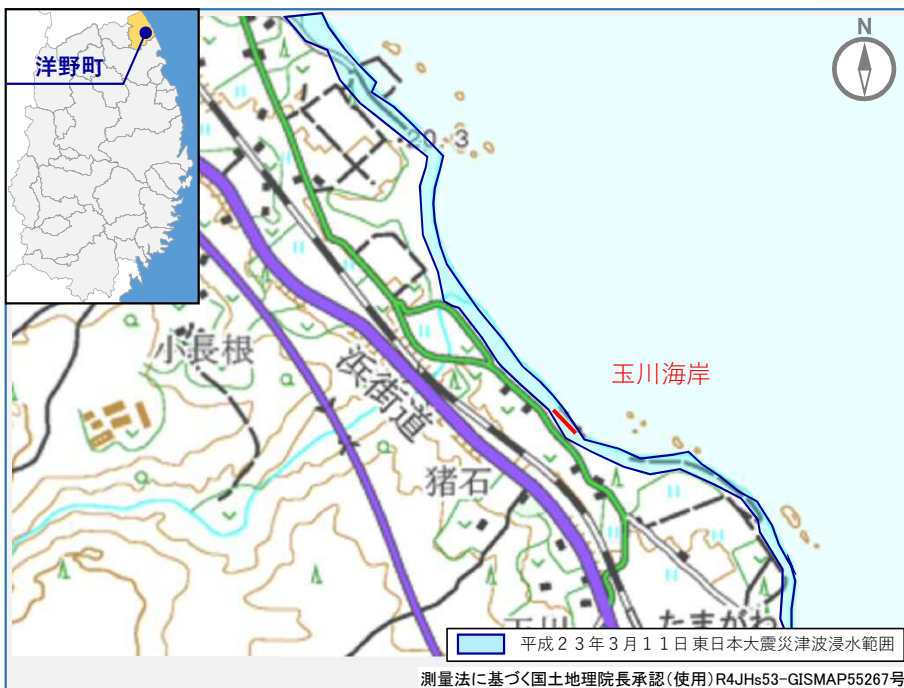 洋野町
N
・20.3
小長根
浜街道
玉川海岸
猪石
玉川
たまがわ
平成23年3月11日東日本大震災津波浸水範囲
測量法に基づく国土地理院長承認(使用)R4JHs53-GISMAP55267号